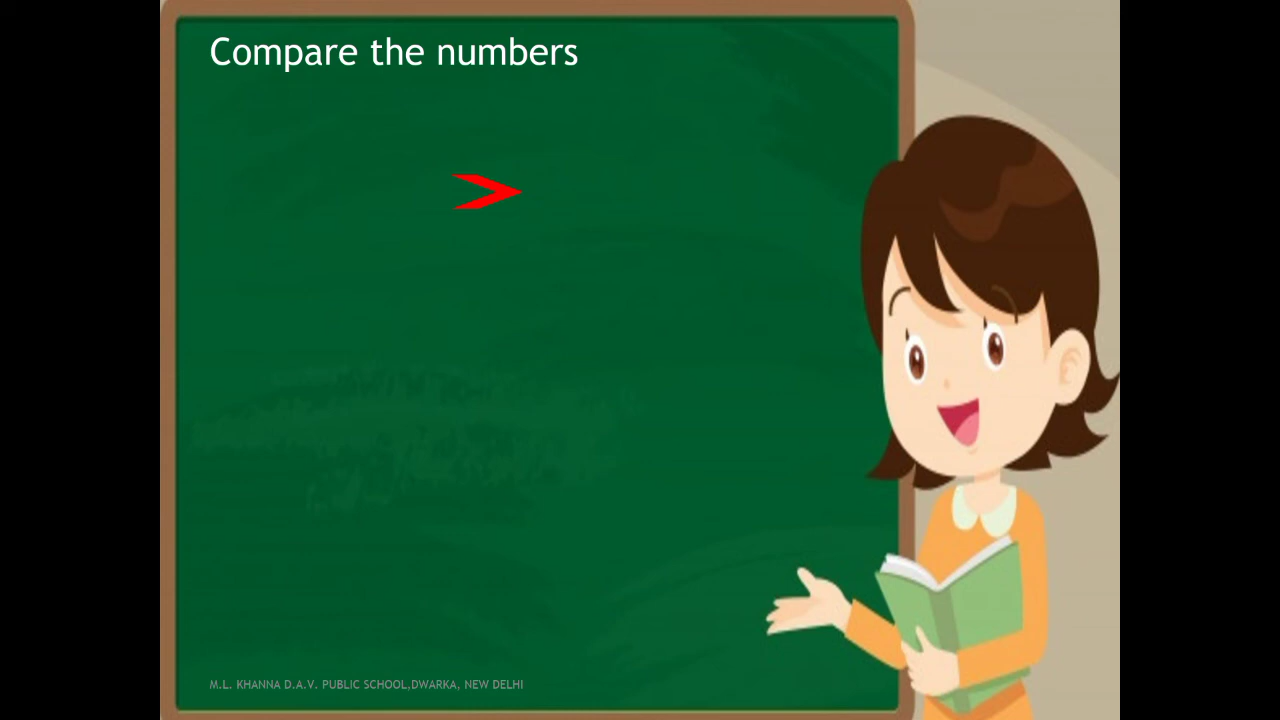 Compare the numbers
>
M.L. KHANNA D.A.V. PUBLIC SCHOOL,DWARKA, NEW DELHI